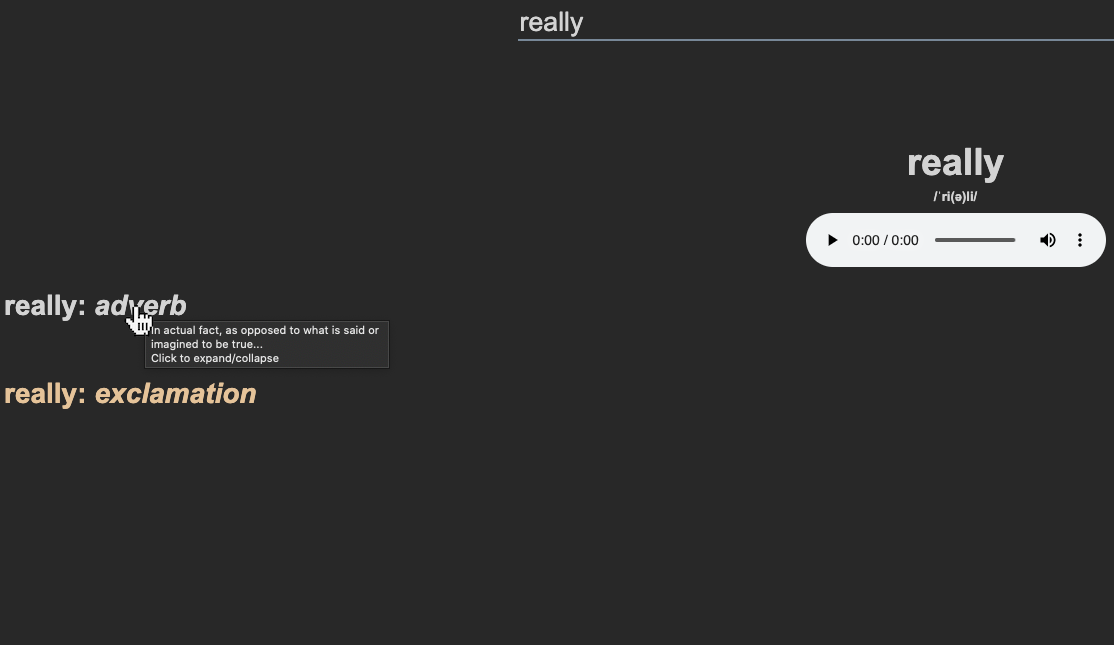 really
really
/ˈri(ə)li/
0:00 / 0:00
really: adverb
In actual fact, as opposed to what is said or
imagined to be true...
Click to expand/collapse
really: exclamation